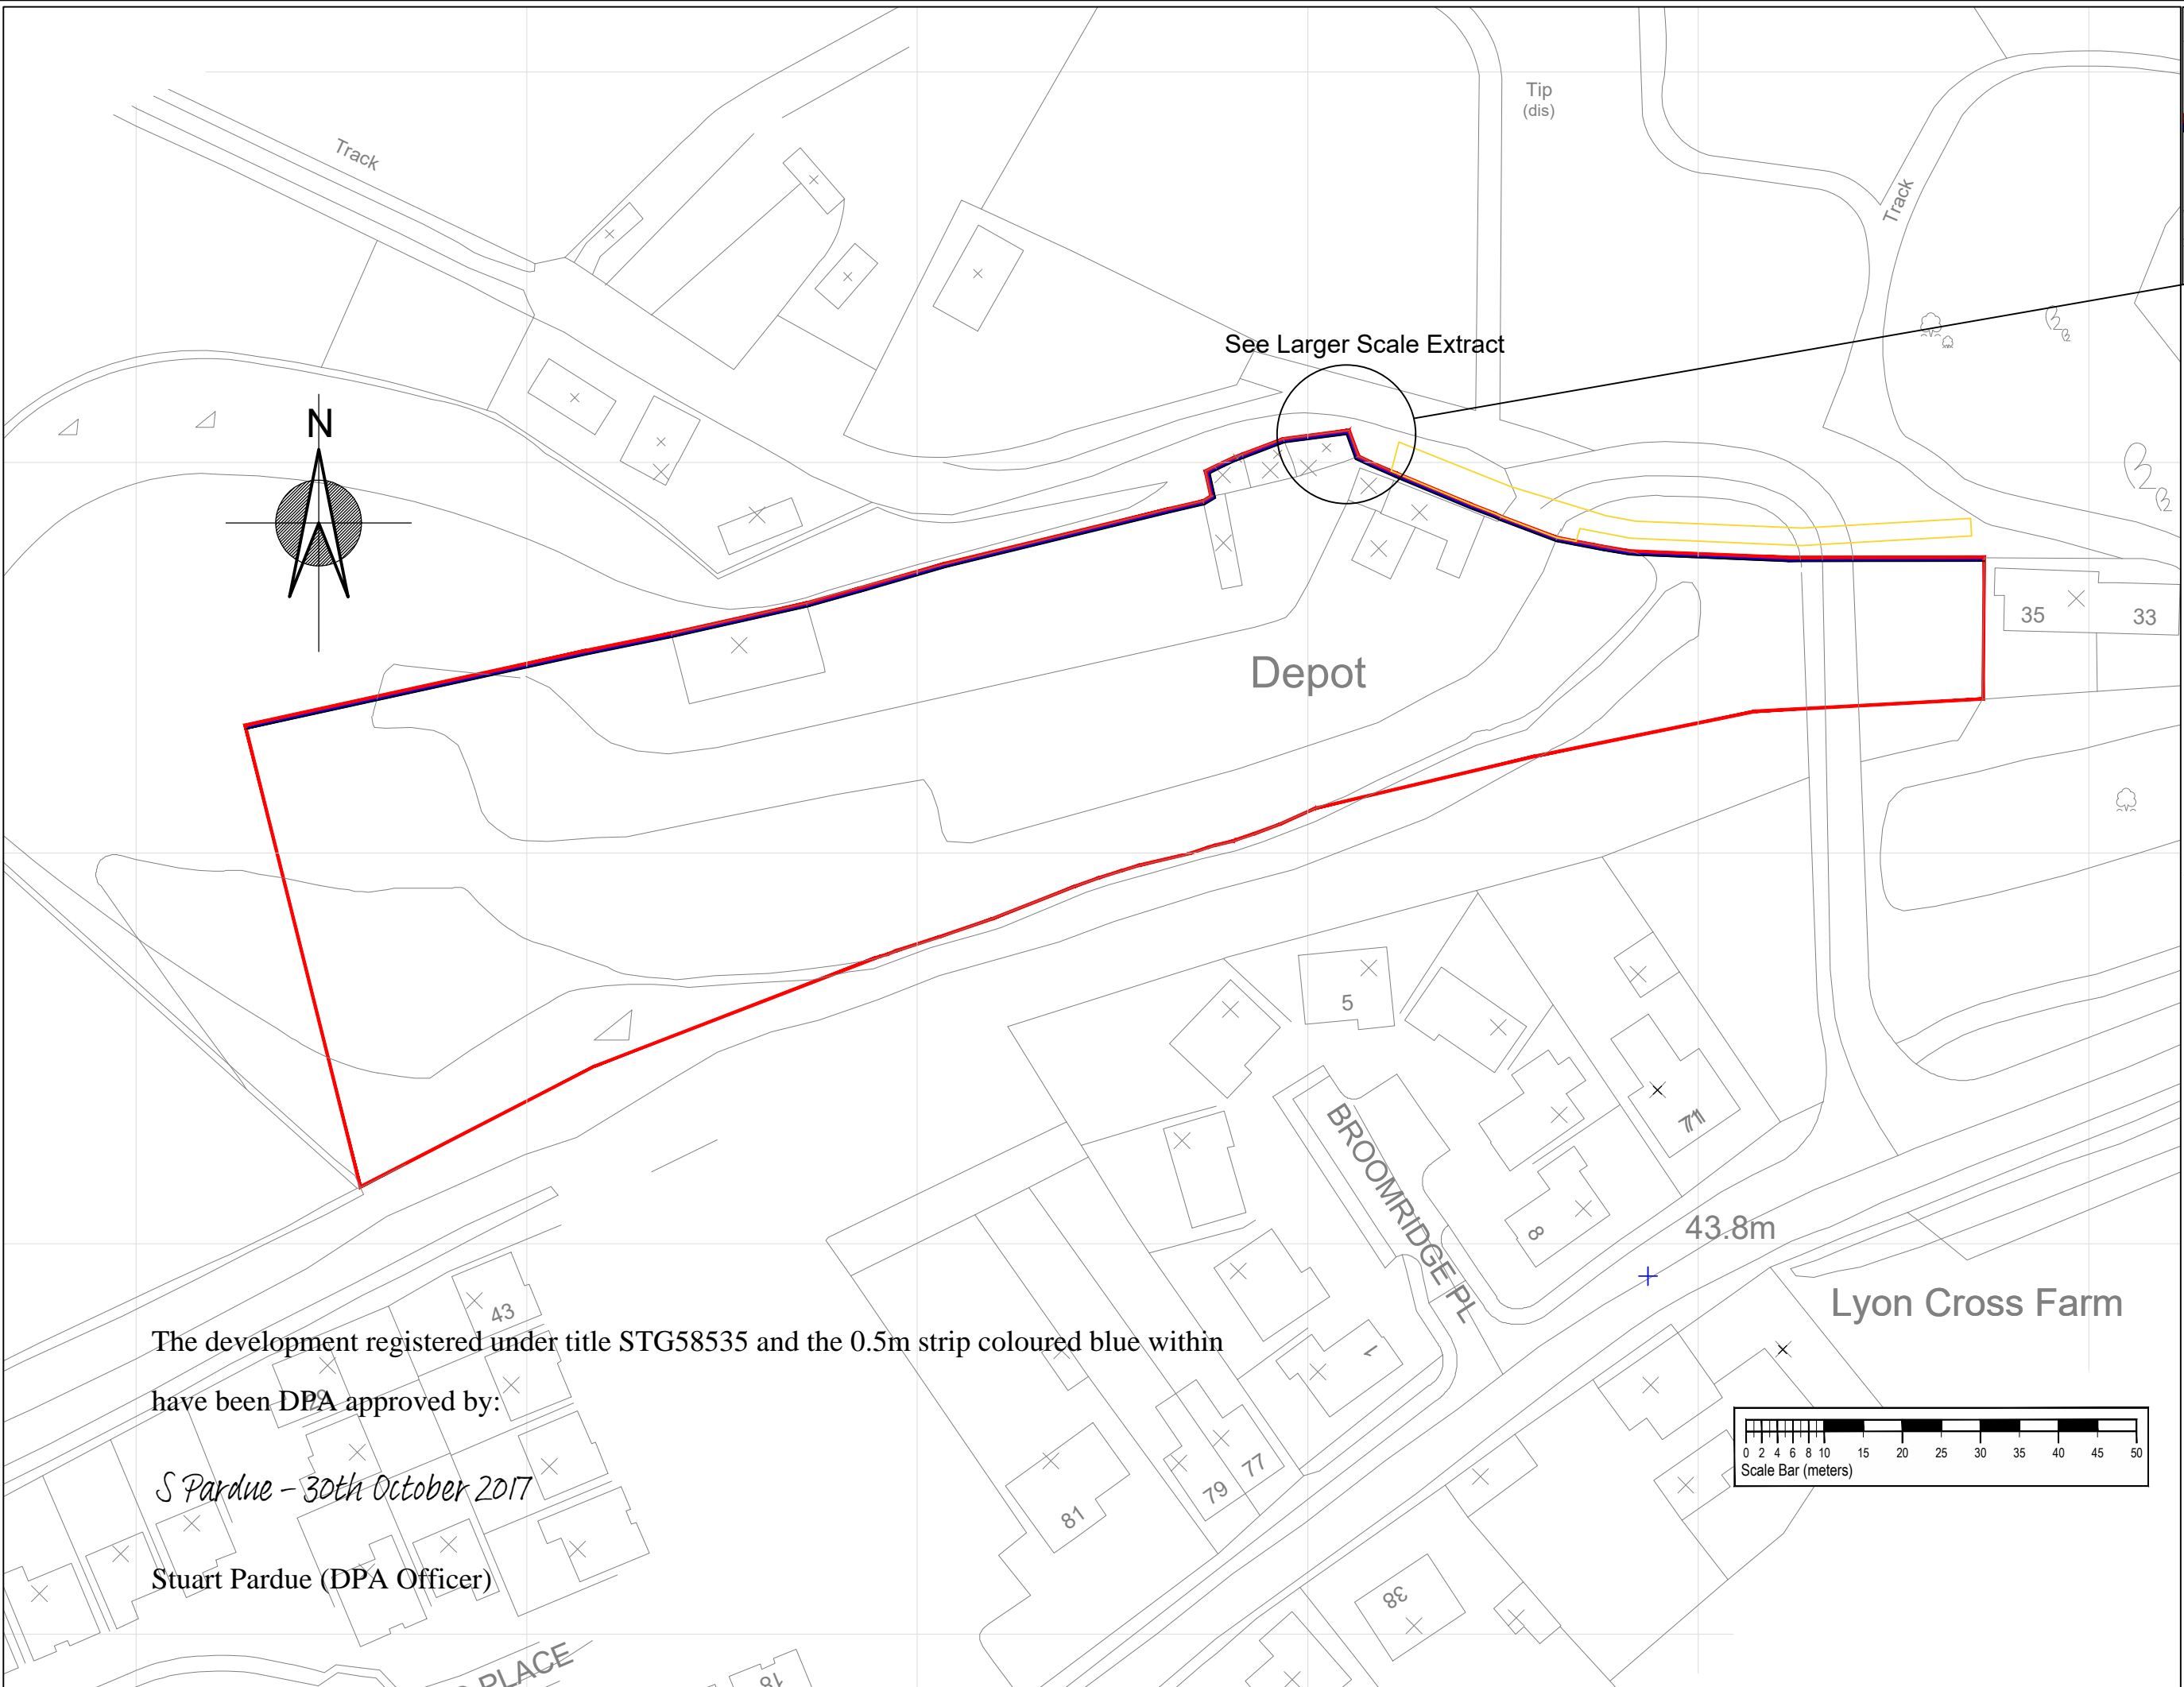 Tip
(dis)
Track
Track
See Larger Scale Extract
N
35
33
Depot
5
71
BROOMRIDGE PL
8
43.8m
Lyon Cross Farm
43
The development registered under title STG58535 and the 0.5m strip coloured blue within
1
have been DPA approved by:
0 2 4 6 8 10 15 20 25 30 35 40 45 50
Scale Bar (meters)
77
79
81
S Pardue - 30th October 2017
Stuart Pardue (DPA Officer)
38
PLACE
18